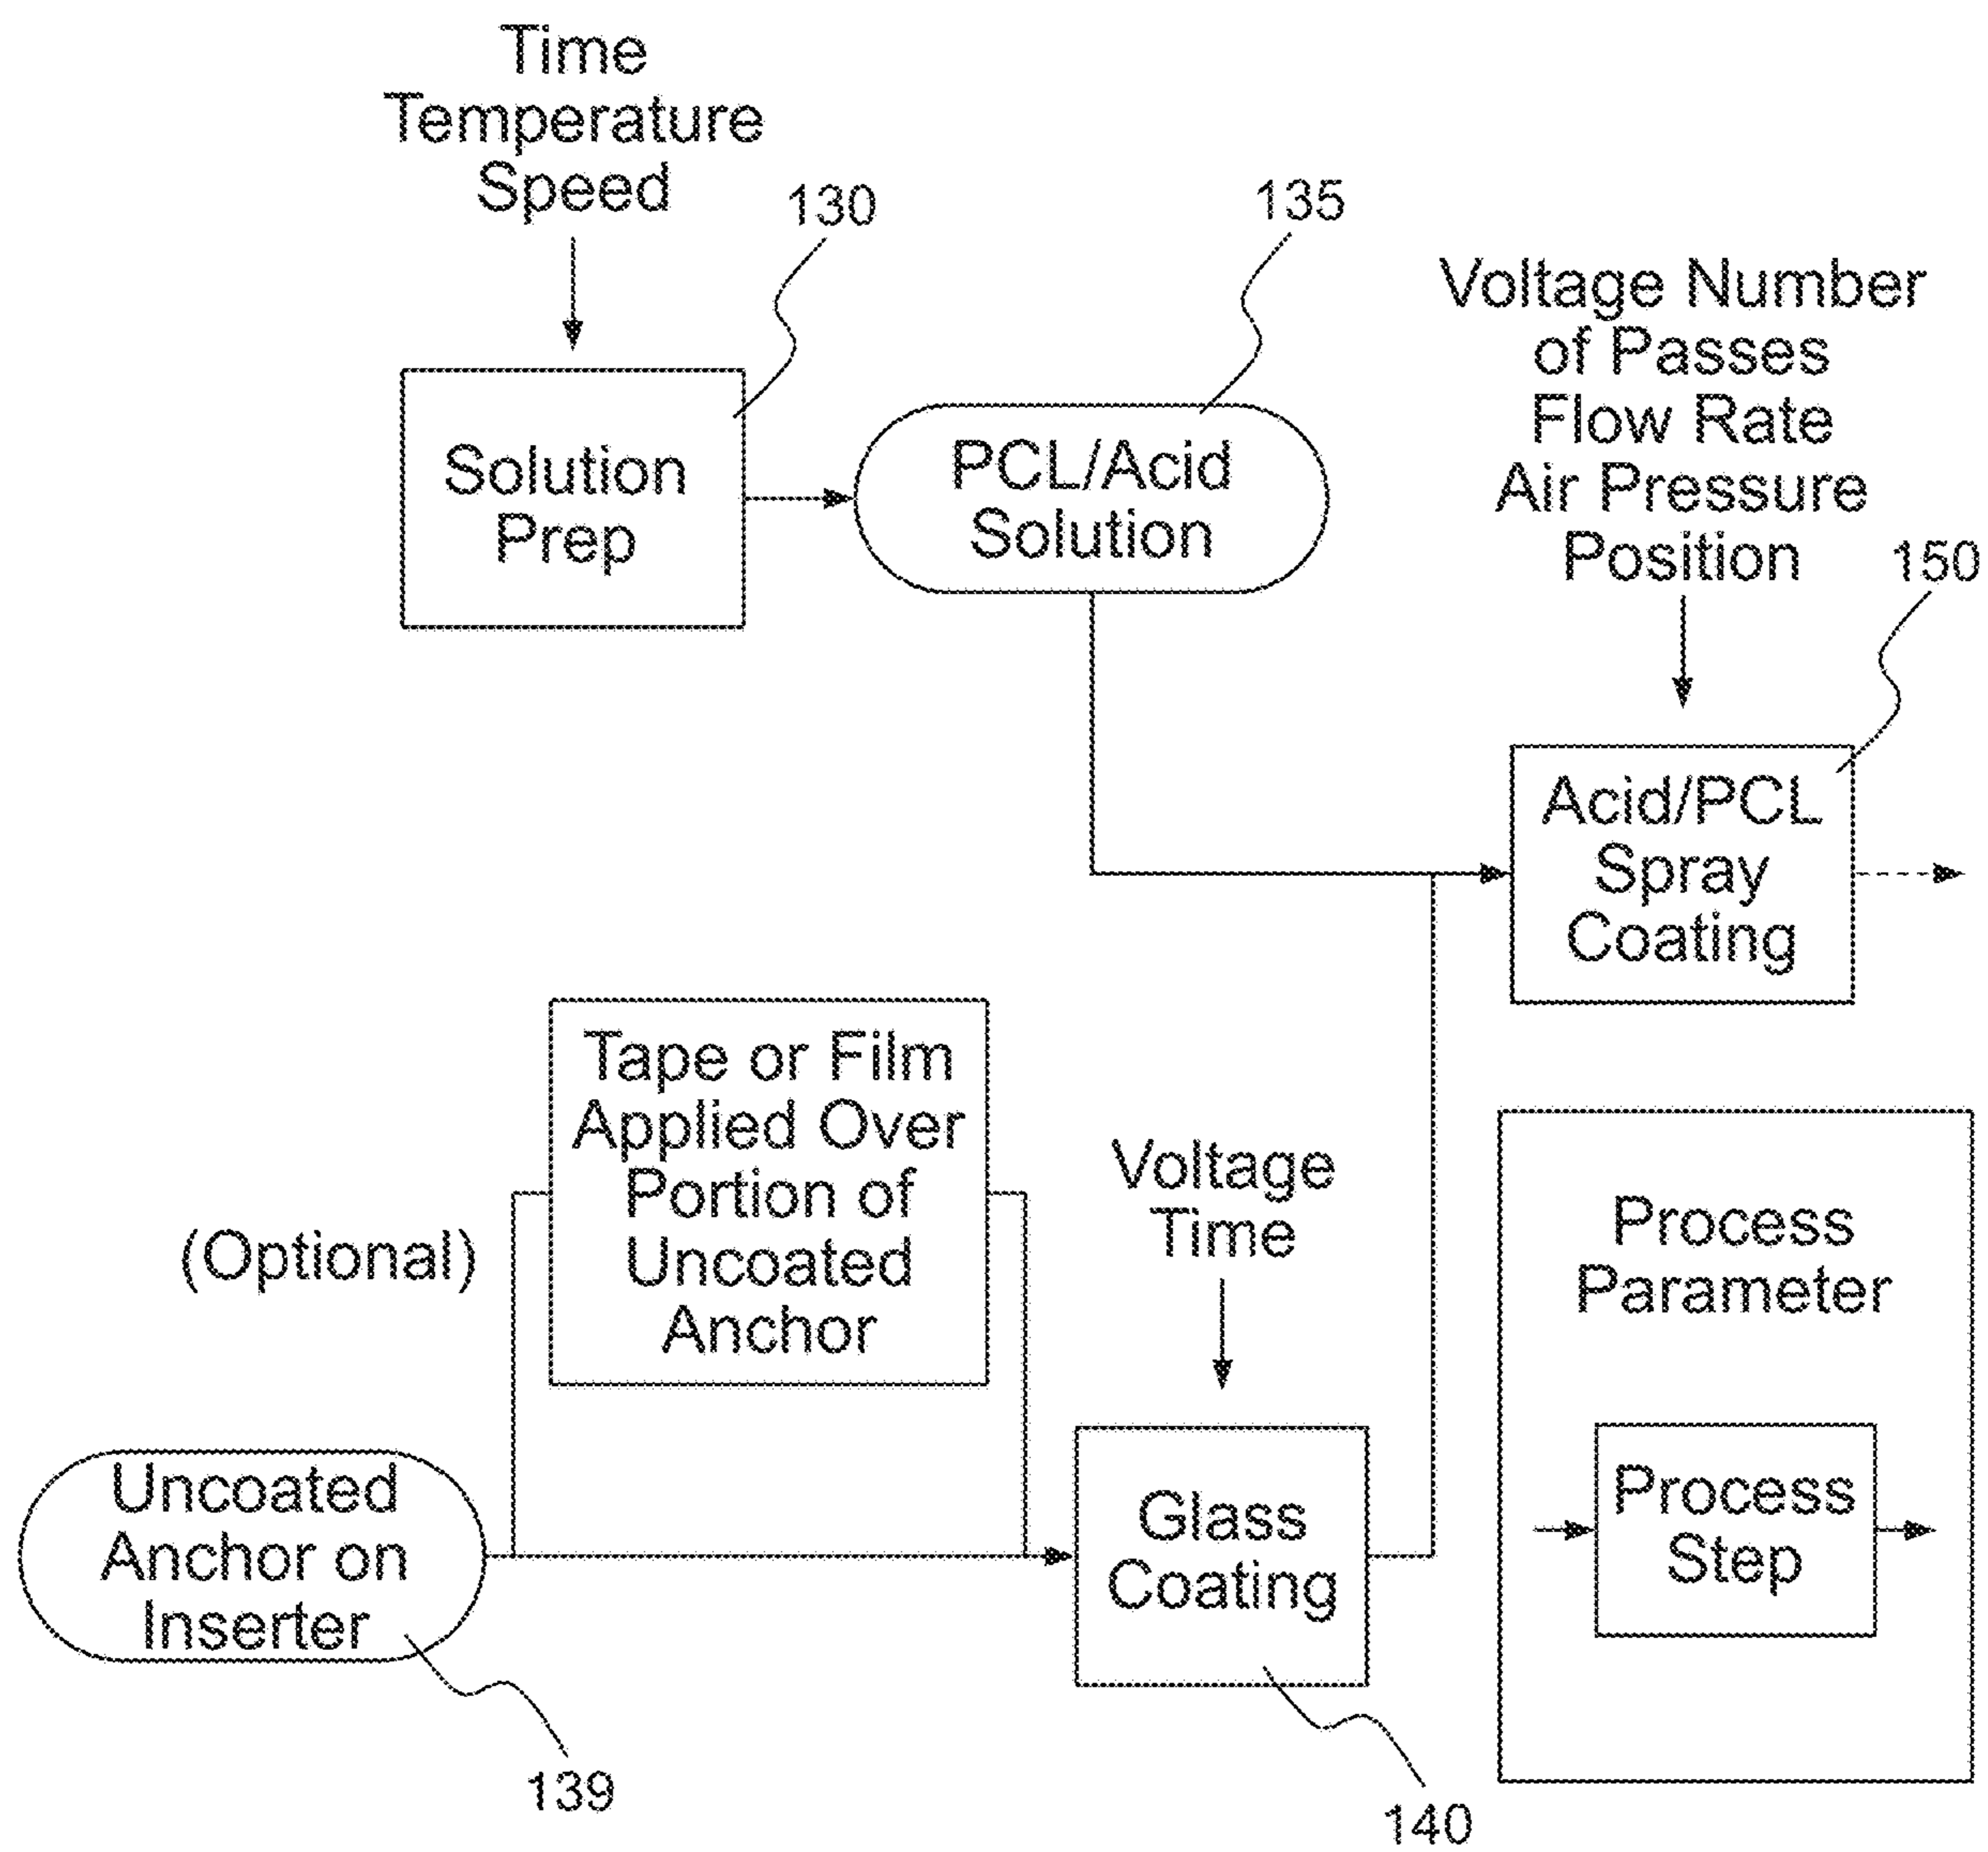 Time
Temperature
Speed
130
135
Solution
Prep
PCL/Acid
Solution
Voltage Number
of Passes
Flow Rate
Air Pressure
Position
150
Acid/PCL
Spray
Coating
(Optional)
Tape or Film
Applied Over
Portion of
Uncoated
Anchor
Voltage
Time
Uncoated
Anchor on
Inserter
139
Glass
Coating
140
Process
Parameter
Process
Step